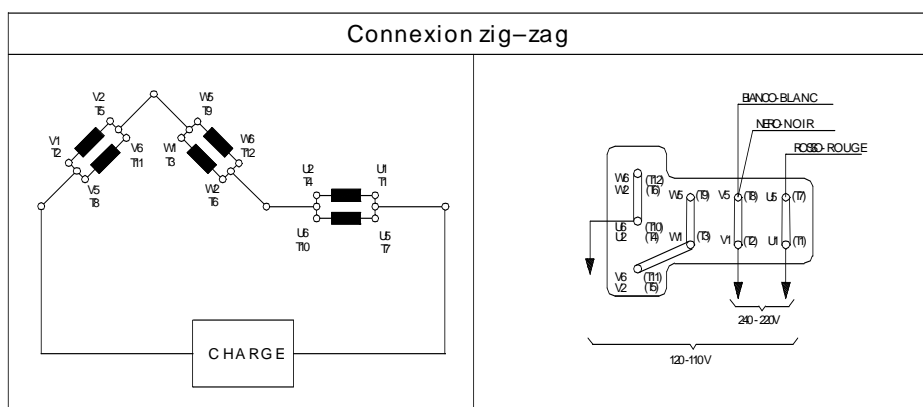 Connexion zig–zag
V2
T5
W5
T9
V1
T2
V6
T11
W1
T3
W6
T12
V5
T8
W2
T6
U2
T4
U1
T1
U6
T10
U5
T7
CHARGE
BIANCO-BLANC
NERO-NOIR
ROSSO-ROUGE
W6 (T12)
W2 (T6)
W5 (T9)
V5 (T8)
U5 (T7)
U6 (T10)
U2 (T4)
W1 (T3)
V1 (T2)
U1 (T1)
V6 (T11)
V2 (T5)
240-220V
120-110V